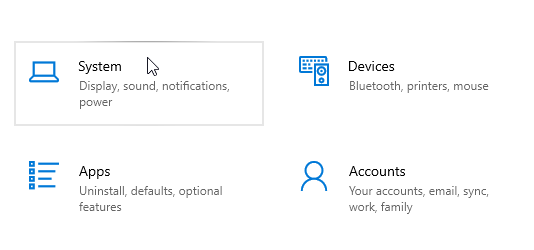 System
Display, sound, notifications,
power
Devices
Bluetooth, printers, mouse
Apps
Uninstall, defaults, optional
features
Accounts
Your accounts, email, sync,
work, family